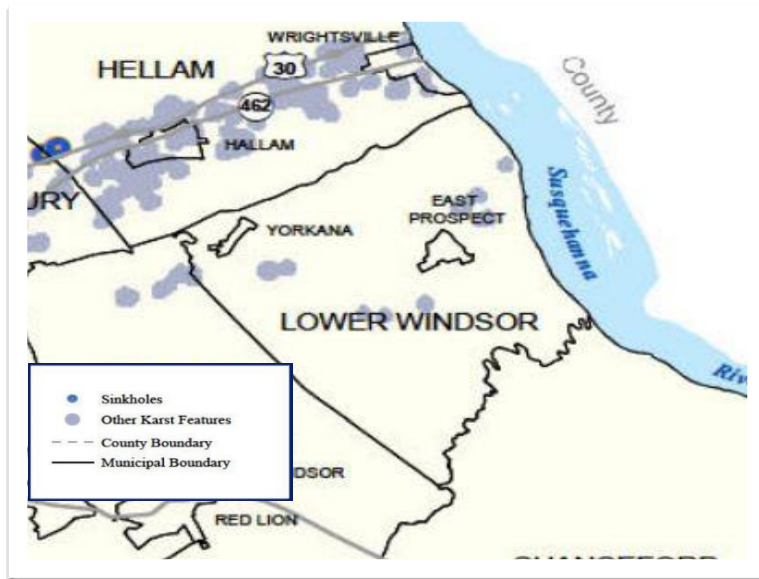 WRIGHTSVILLE
HELLAM
30
County
462
HALLAM
URY
Susquehanna
EAST
PROSPECT
YORKANA
LOWER WINDSOR
Riv
Sinkholes
Other Karst Features
County Boundary
Municipal Boundary
DSOR
RED LION